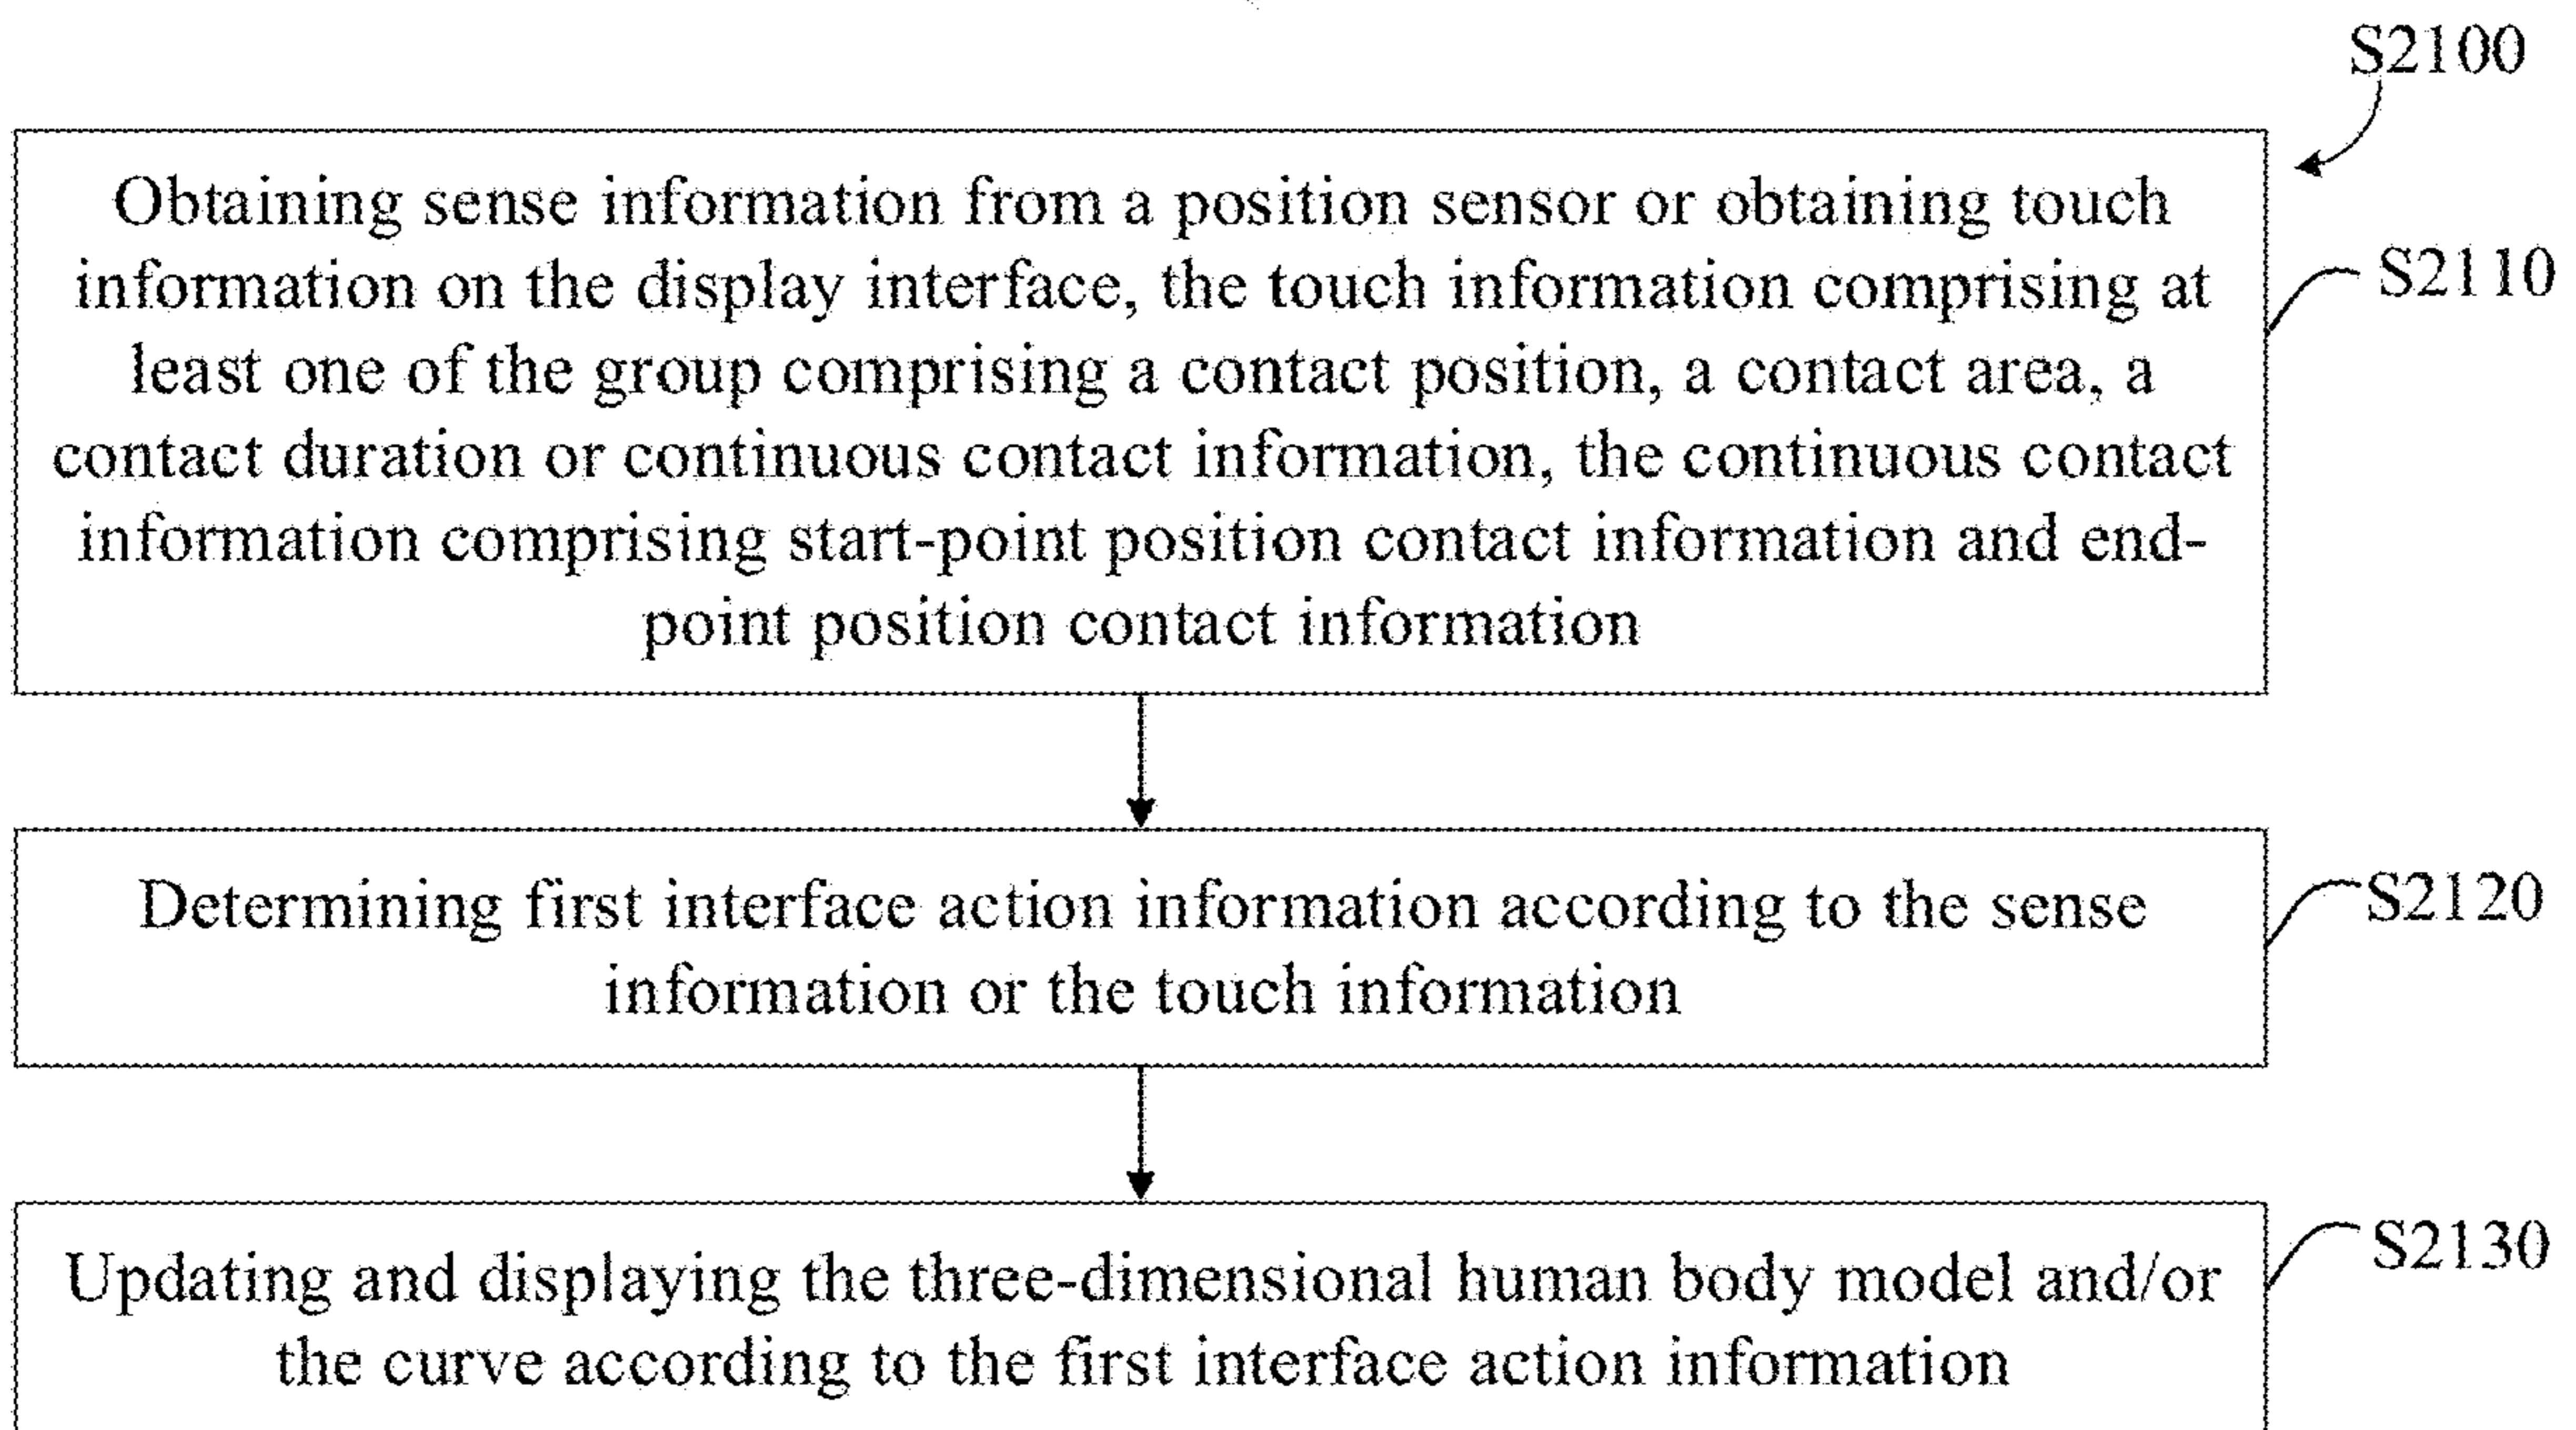 S2100
Obtaining sense information from a position sensor or obtaining touch
information on the display interface, the touch information comprising at
least one of the group comprising a contact position, a contact area, a
contact duration or continuous contact information, the continuous contact
information comprising start-point position contact information and end-
point position contact information
S2110
Determining first interface action information according to the sense
information or the touch information
S2120
Updating and displaying the three-dimensional human body model and/or
the curve according to the first interface action information
S2130